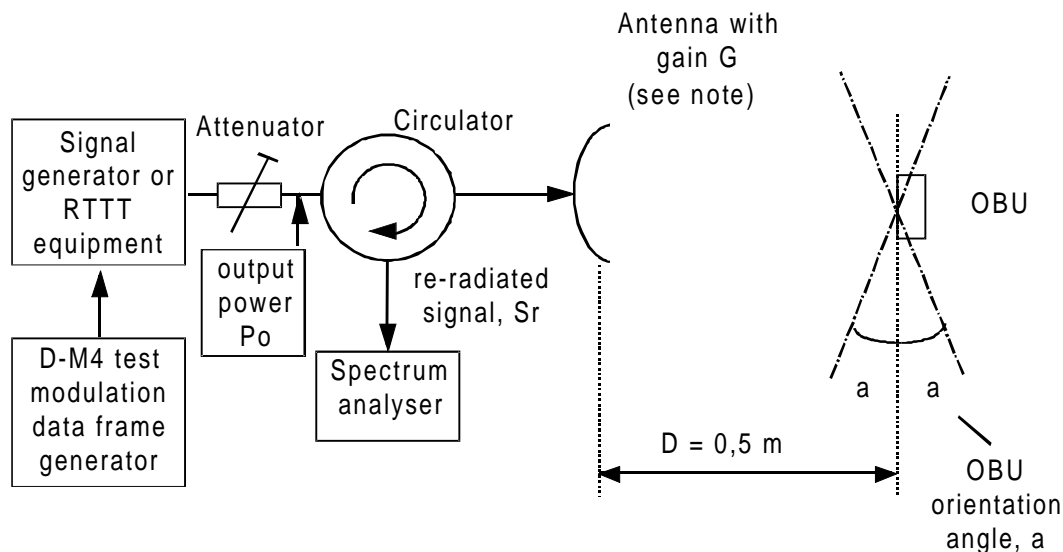 Antenna with
gain G
(see note)
Attenuator
Circulator
Signal
generator or
RTTT
equipment
OBU
output
power
Po
re-radiated
signal, Sr
D-M4 test
modulation
data frame
generator
Spectrum
analyser
a
a
D = 0,5 m
OBU
orientation
angle, a